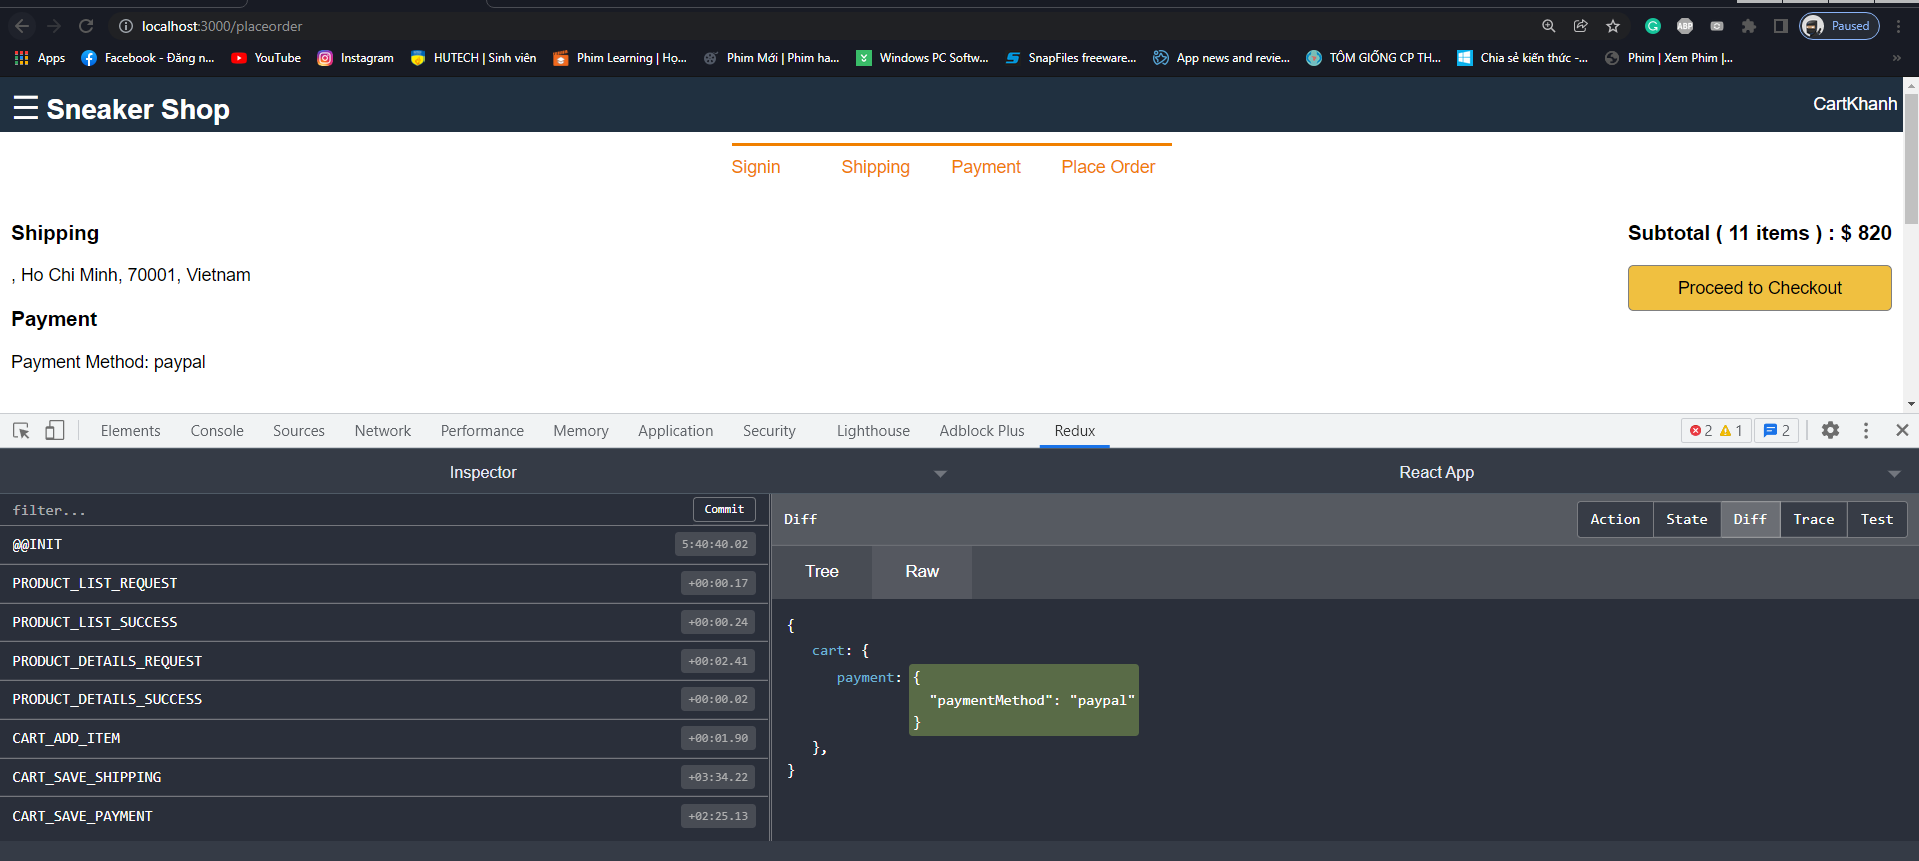 localhost:3000/placeorder
Paused
Apps
Facebook - Đăng n...
YouTube
Instagram
HUTECH | Sinh viên
Phim Learning | Họ...
Phim Mới | Phim ha...
Windows PC Softw...
SnapFiles freeware...
App news and revie...
TÔM GIỐNG CP TH...
Chia sẻ kiến thức -...
Phim | Xem Phim |...
☰ Sneaker Shop
CartKhanh
Signin Shipping Payment Place Order
Shipping
, Ho Chi Minh, 70001, Vietnam
Payment
Payment Method: paypal
Subtotal ( 11 items ) : $ 820
Proceed to Checkout
Elements Console Sources Network Performance Memory Application Security Lighthouse Adblock Plus Redux
2 1 2
Inspector
React App
filter...
Commit
@@INIT 5:40:40.02
PRODUCT_LIST_REQUEST +00:00.17
PRODUCT_LIST_SUCCESS +00:00.24
PRODUCT_DETAILS_REQUEST +00:02.41
PRODUCT_DETAILS_SUCCESS +00:00.02
CART_ADD_ITEM +00:01.90
CART_SAVE_SHIPPING +03:34.22
CART_SAVE_PAYMENT +02:25.13
Diff
Action State Diff Trace Test
Tree Raw
{
cart: {
payment: {
"paymentMethod": "paypal"
}
},
}